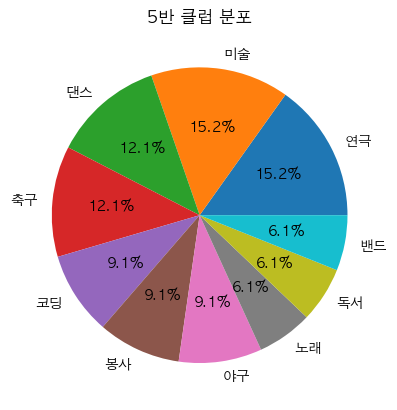 5반 클럽 분포
미술
연극
댄스
축구
코딩
봉사
야구
노래
독서
밴드
15.2%
15.2%
12.1%
12.1%
9.1%
9.1%
9.1%
6.1%
6.1%
6.1%